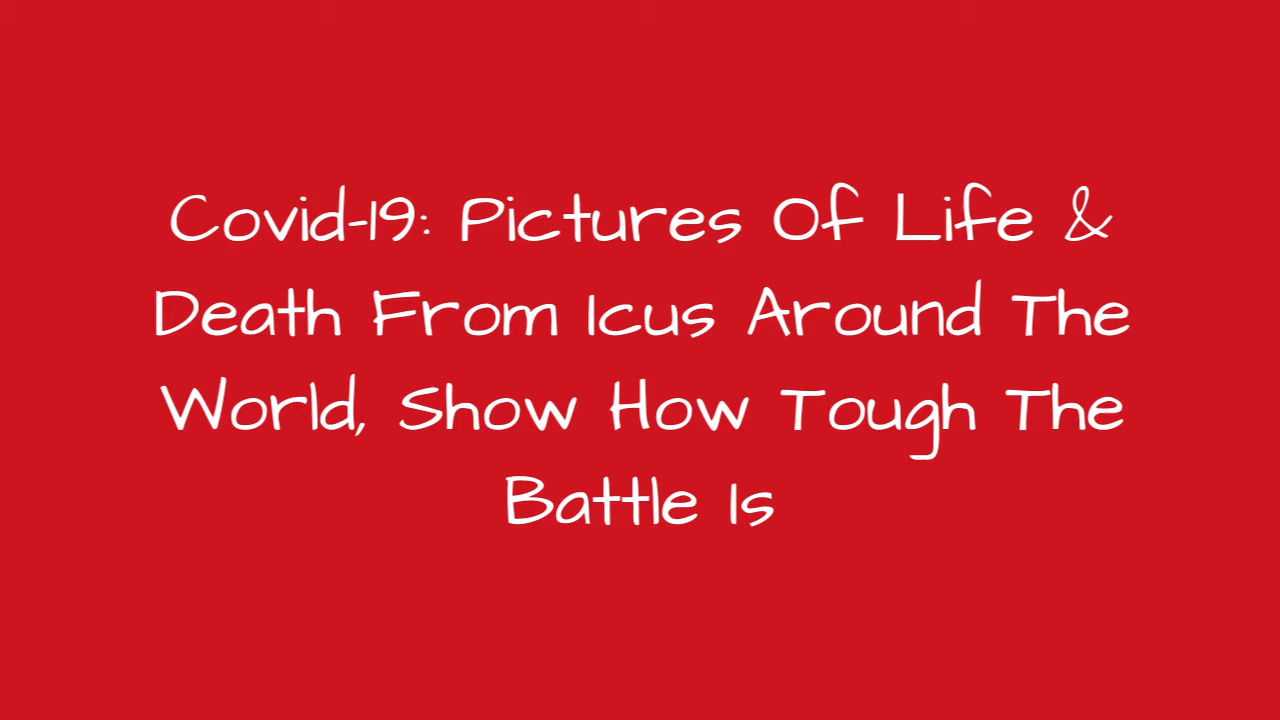 Covid-19: Pictures Of Life &
Death From Icus Around The
World, Show How Tough The
Battle Is